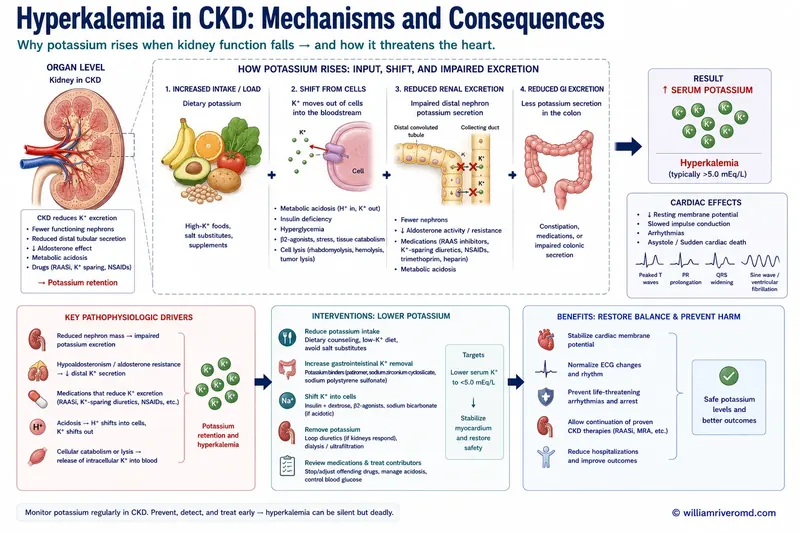 Hyperkalemia in CKD: Mechanisms and Consequences
Why potassium rises when kidney function falls → and how it threatens the heart.
ORGAN LEVEL
Kidney in CKD
CKD reduces K⁺ excretion
• Fewer functioning nephrons
• Reduced distal tubular secretion
• ↓ Aldosterone effect
• Metabolic acidosis
• Drugs (RAASi, K⁺ sparing, NSAIDs)
→ Potassium retention
HOW POTASSIUM RISES: INPUT, SHIFT, AND IMPAIRED EXCRETION
1. INCREASED INTAKE / LOAD
Dietary potassium
High-K⁺ foods,
salt substitutes,
supplements
+
2. SHIFT FROM CELLS
K⁺ moves out of cells
into the bloodstream
K⁺
Cell
• Metabolic acidosis (H⁺ in, K⁺ out)
• Insulin deficiency
• Hyperglycemia
• β2-agonists, stress, tissue catabolism
• Cell lysis (rhabdomyolysis, hemolysis,
tumor lysis)
+
3. REDUCED RENAL EXCRETION
Impaired distal nephron
potassium secretion
Distal convoluted
tubule
Collecting duct
K⁺
K⁺
K⁺
• Fewer nephrons
• ↓ Aldosterone activity / resistance
• Medications (RAAS inhibitors,
K⁺-sparing diuretics, NSAIDs,
trimethoprim, heparin)
• Metabolic acidosis
+
4. REDUCED GI EXCRETION
Less potassium secretion
in the colon
Constipation,
medications, or
impaired colonic
secretion
RESULT
↑ SERUM POTASSIUM
K⁺ K⁺ K⁺
K⁺ K⁺ K⁺
K⁺ K⁺
Hyperkalemia
(typically >5.0 mEq/L)
CARDIAC EFFECTS
• ↓ Resting membrane potential
• Slowed impulse conduction
• Arrhythmias
• Asystole / Sudden cardiac death
Peaked T
waves
PR
prolongation
QRS
widening
Sine wave /
ventricular
fibrillation
KEY PATHOPHYSIOLOGIC DRIVERS
Reduced nephron mass → impaired
potassium excretion
Hypoaldosteronism / aldosterone resistance
→ ↓ distal K⁺ secretion
Medications that reduce K⁺ excretion
(RAASi, K⁺-sparing diuretics, NSAIDs, etc.)
H⁺
Acidosis → H⁺ shifts into cells,
K⁺ shifts out
Cellular catabolism or lysis →
release of intracellular K⁺ into blood
K⁺ K⁺
K⁺ K⁺
K⁺ K⁺
Potassium
retention and
hyperkalemia
INTERVENTIONS: LOWER POTASSIUM
Reduce potassium intake
Dietary counseling, low-K⁺ diet,
avoid salt substitutes
Increase gastrointestinal K⁺ removal
Potassium binders (patiromer, sodium zirconium cyclosilicate,
sodium polystyrene sulfonate)
Na⁺
Shift K⁺ into cells
Insulin + dextrose, β2-agonists, sodium bicarbonate
(if acidotic)
Remove potassium
Loop diuretics (if kidneys respond),
dialysis / ultrafiltration
Review medications & treat contributors
Stop/adjust offending drugs, manage acidosis,
control blood glucose
Targets
Lower serum K⁺
to <5.0 mEq/L
Stabilize
myocardium
and restore
safety
BENEFITS: RESTORE BALANCE & PREVENT HARM
Stabilize cardiac membrane
potential
Normalize ECG changes
and rhythm
Prevent life-threatening
arrhythmias and arrest
Allow continuation of proven
CKD therapies (RAASi, MRA, etc.)
Reduce hospitalizations
and improve outcomes
Safe potassium
levels and
better outcomes
Monitor potassium regularly in CKD. Prevent, detect, and treat early → hyperkalemia can be silent but deadly.
© williamriveromd.com